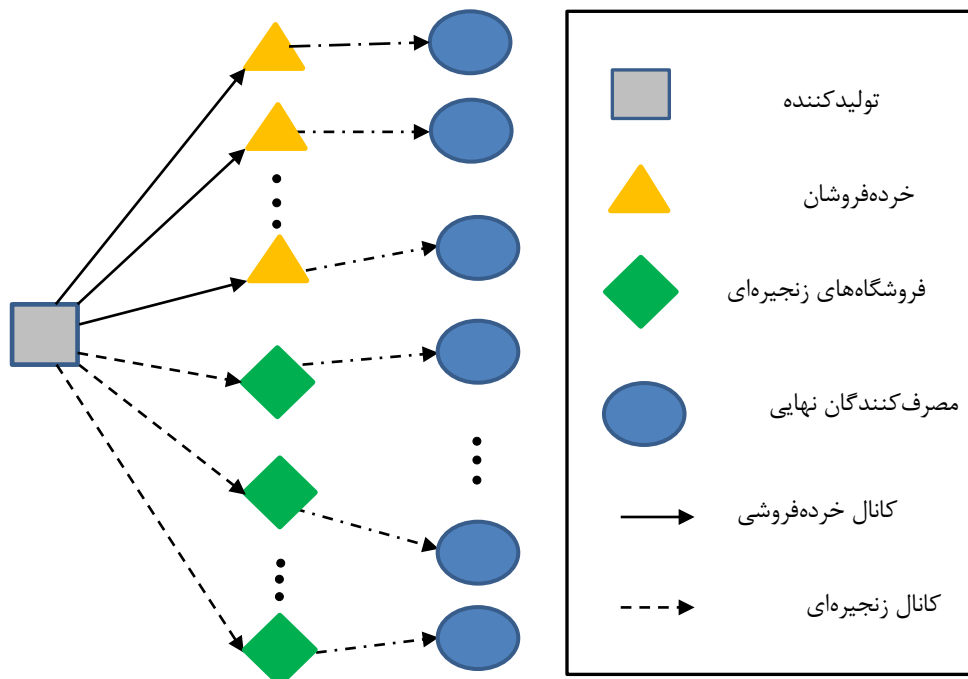 تولیدکننده
خرده‌فروشان
فروشگاه‌های زنجیره‌ای
مصرف‌کنندگان نهایی
کانال خرده‌فروشی
کانال زنجیره‌ای